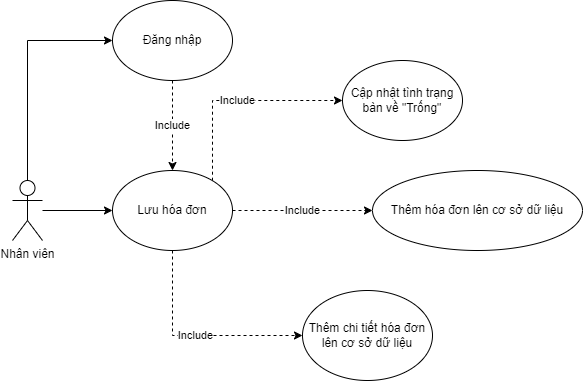 Đăng nhập
Include
Cập nhật tình trạng
bàn về "Trống"
Include
Lưu hóa đơn
Include
Thêm hóa đơn lên cơ sở dữ liệu
Nhân viên
Include
Thêm chi tiết hóa đơn
lên cơ sở dữ liệu